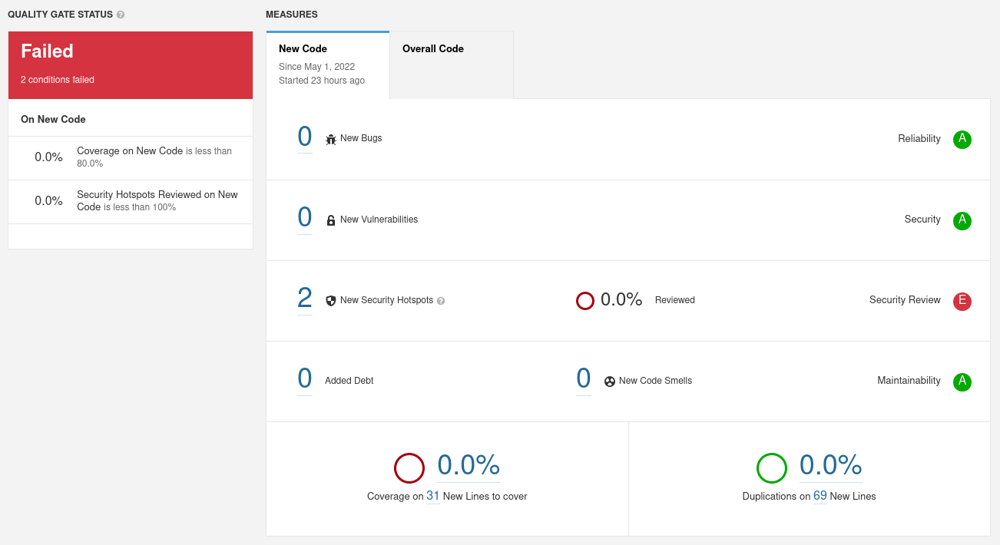 QUALITY GATE STATUS ?
Failed
2 conditions failed
On New Code
0.0% Coverage on New Code is less than
80.0%
0.0% Security Hotspots Reviewed on New
Code is less than 100%
MEASURES
New Code
Since May 1, 2022
Started 23 hours ago
Overall Code
0 New Bugs Reliability A
0 New Vulnerabilities Security A
2 New Security Hotspots ? 0.0% Reviewed Security Review E
0 Added Debt 0 New Code Smells Maintainability A
0.0%
Coverage on 31 New Lines to cover
0.0%
Duplications on 69 New Lines